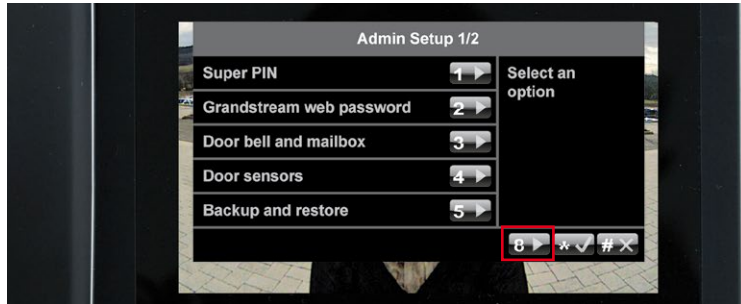 Admin Setup 1/2
Super PIN 1
Grandstream web password 2
Door bell and mailbox 3
Door sensors 4
Backup and restore 5
Select an
option
8 * #